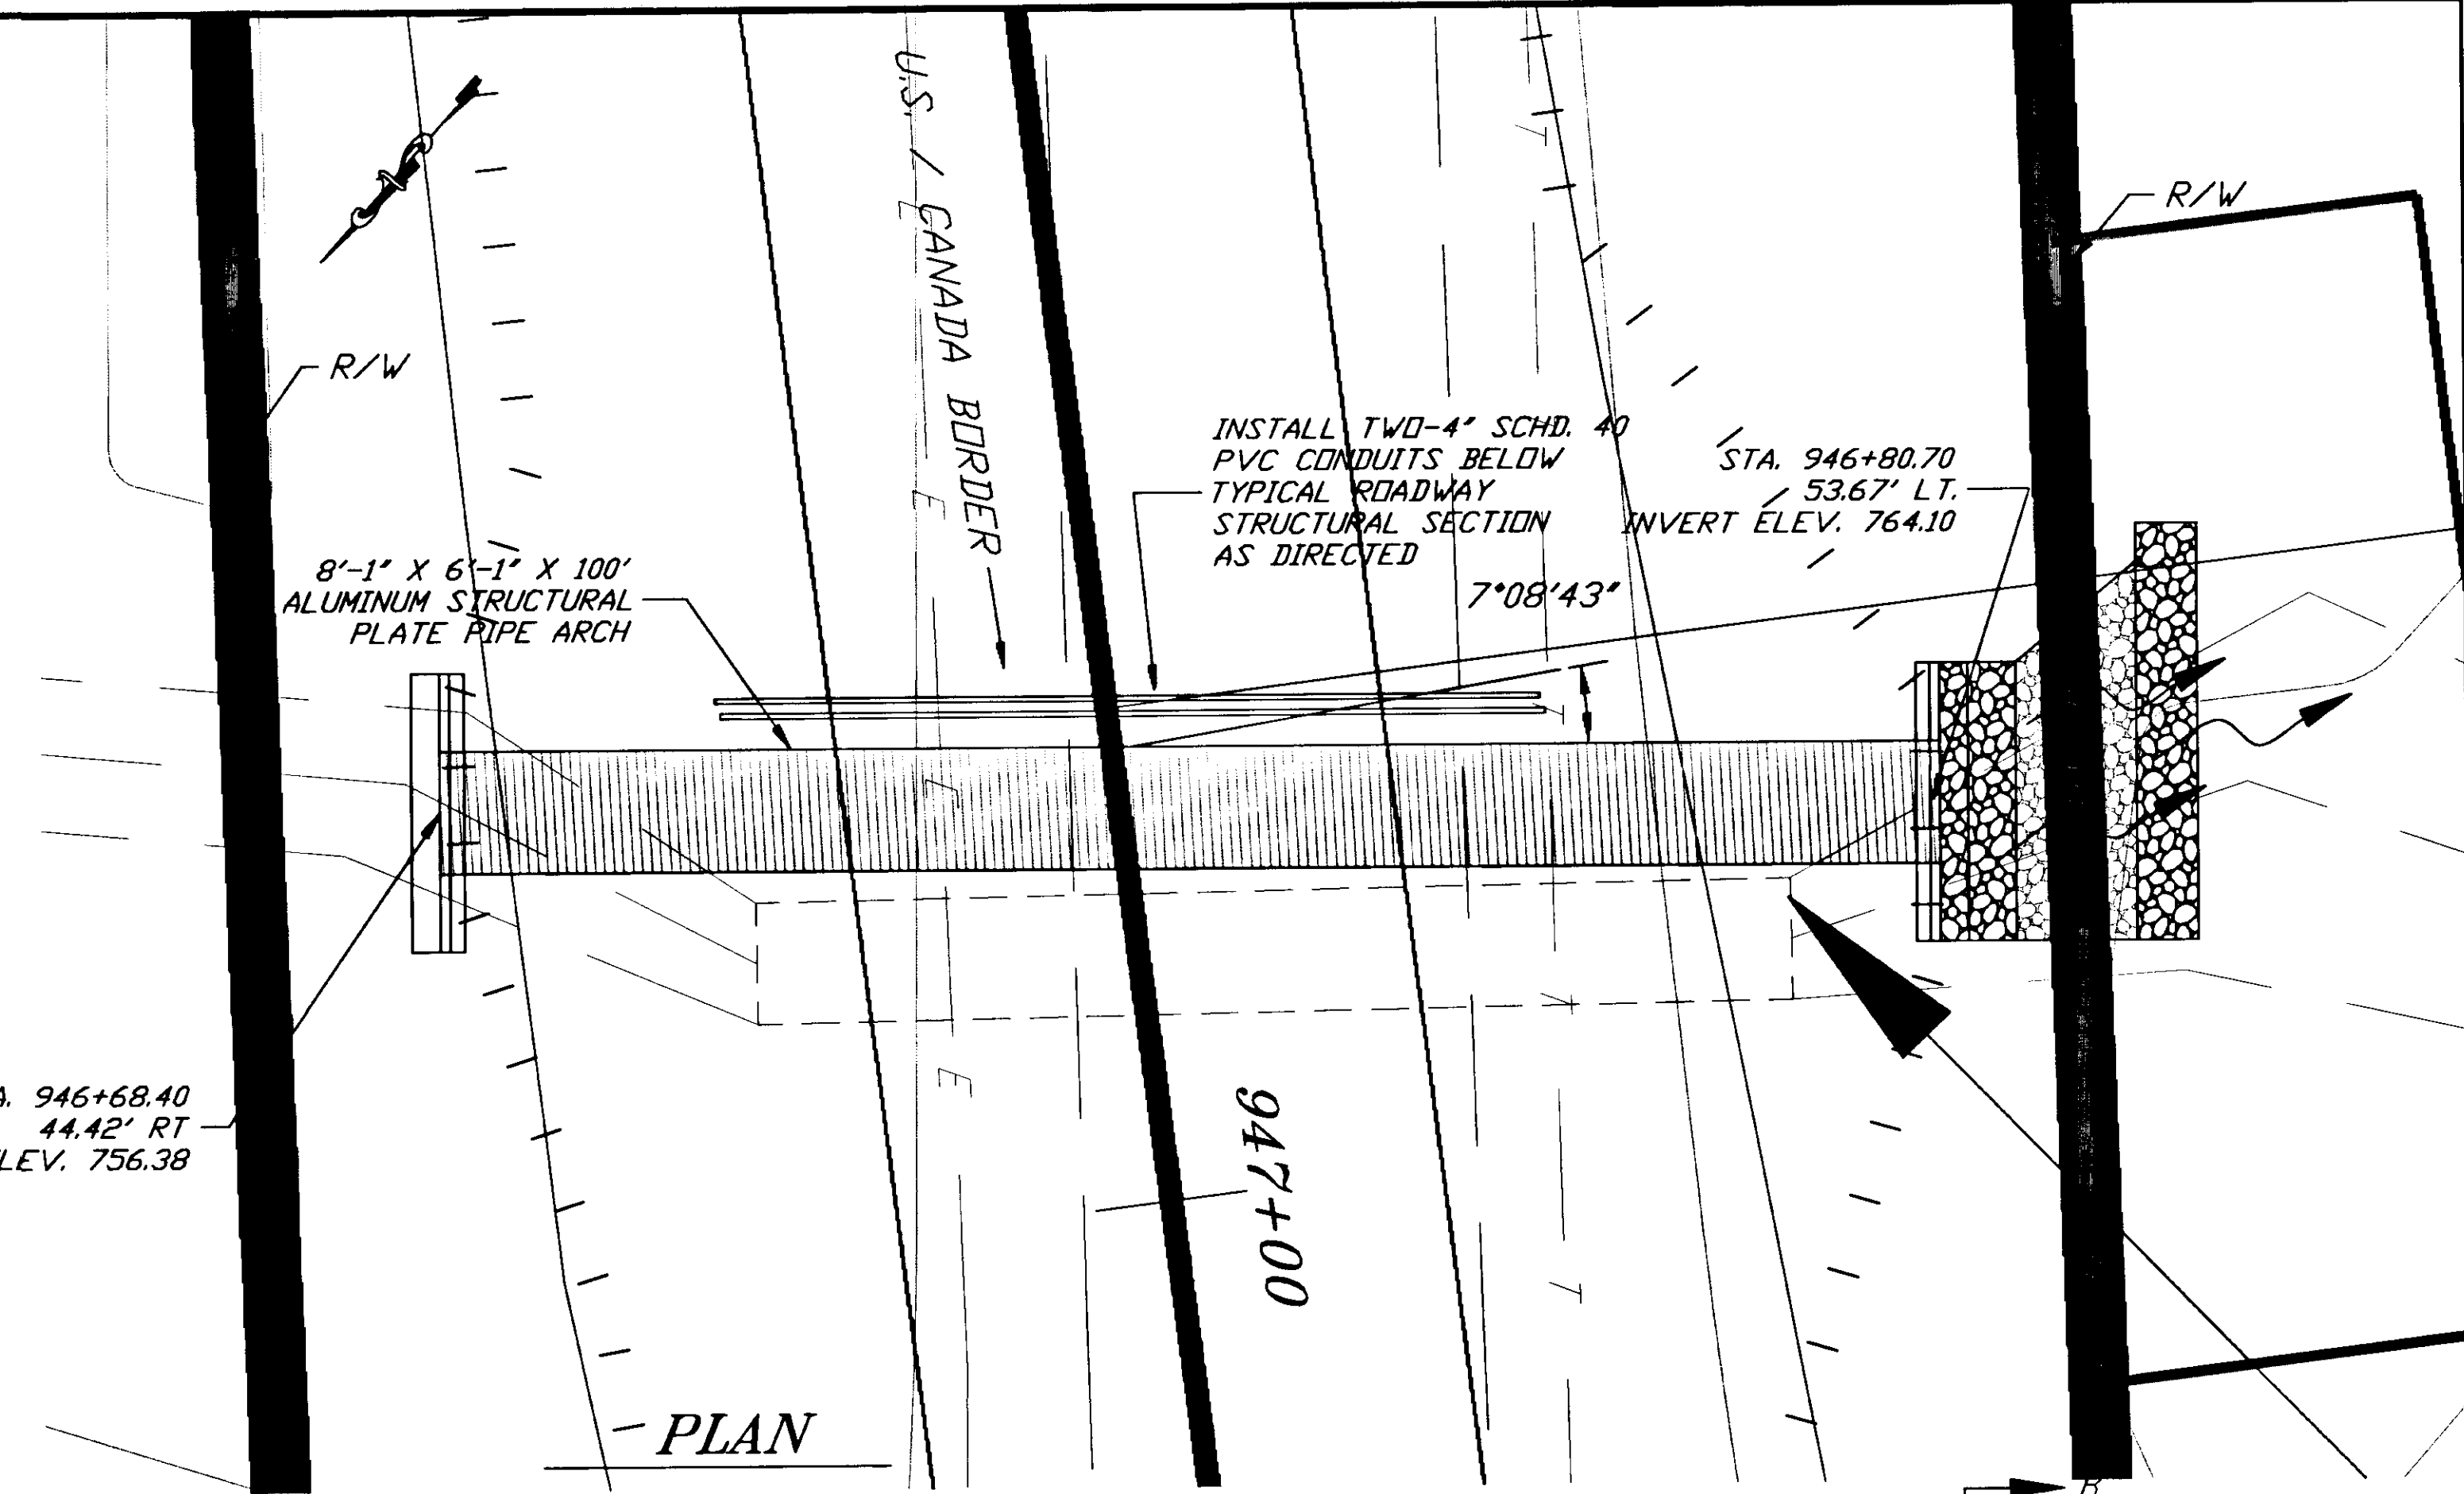 U.S. / CANADA BORDER
R/W
R/W
INSTALL TWO-4" SCHD. 40
PVC CONDUITS BELOW
TYPICAL ROADWAY
STRUCTURAL SECTION
AS DIRECTED
STA. 946+80.70
53.67' LT.
INVERT ELEV. 764.10
8'-1" X 6'-1" X 100'
ALUMINUM STRUCTURAL
PLATE PIPE ARCH
7°08'43"
E
E
A. 946+68.40
44.42' RT
LEV. 756.38
947+00
PLAN